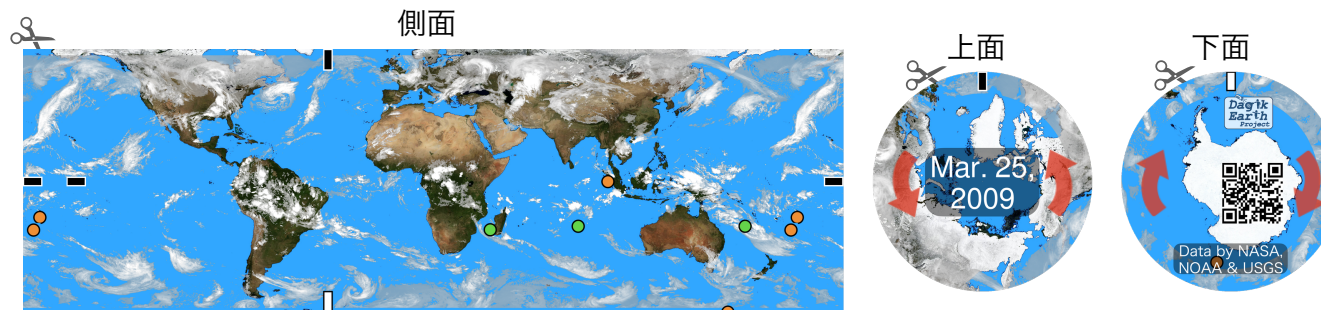 側面
上面
下面
Mar. 25,
2009
Dagik
Earth
Project
Data by NASA,
NOAA & USGS